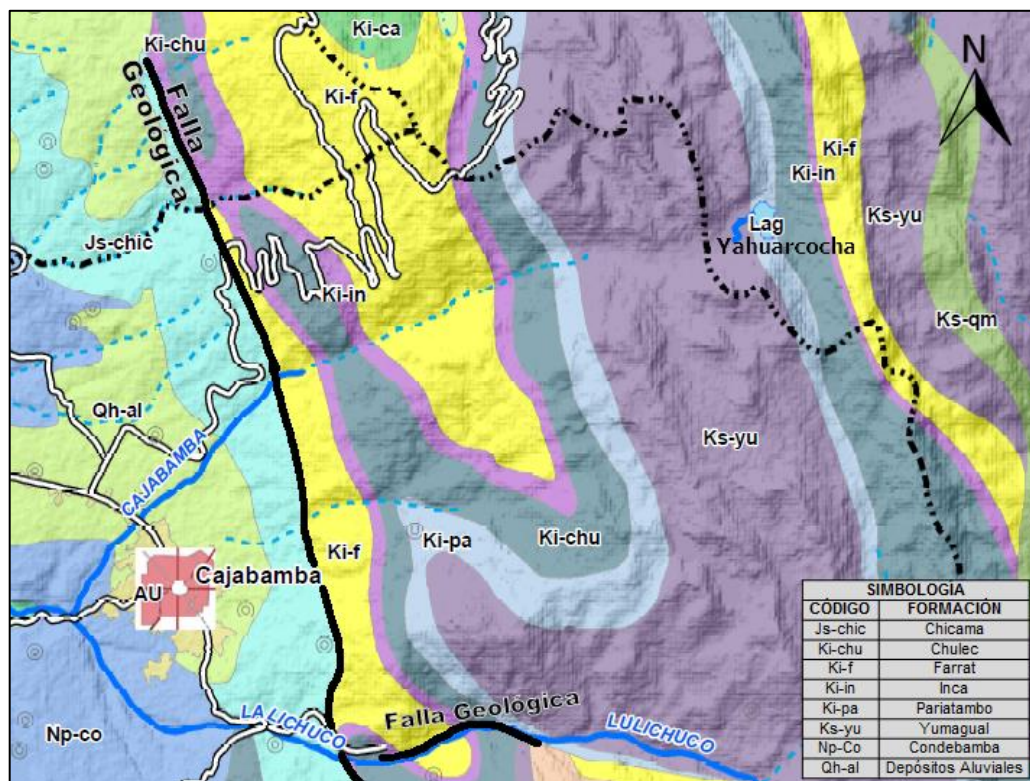 Ki-chu
Ki-ca
N
Falla
Geológica
Ki-f
Ki-f
Ki-in
Ks-yu
Lag
Yahuarcocha
Js-chic
Ki-in
Ks-qm
Qh-al
CAJABAMBA
Ks-yu
Ki-f
Ki-pa
Ki-chu
AU
Cajabamba
Falla Geológica
LA LICHUCO
LULICHUCO
Np-co
SIMBOLOGÍA
CÓDIGO FORMACIÓN
Js-chic Chicama
Ki-chu Chulec
Ki-f Farrat
Ki-in Inca
Ki-pa Pariatambo
Ks-yu Yumagual
Np-Co Condebamba
Qh-al Depósitos Aluviales